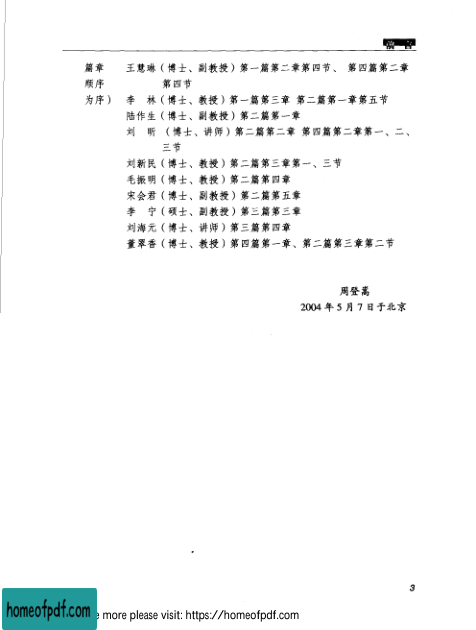 前　言
篇章　王慧琳（博士、副教授）第一篇第二章第四节、 第四篇第二章
顺序　　　第四节
为序）　李　林（博士、教授）第一篇第三章 第二篇第一章第五节
陆作生（博士、副教授）第二篇第一章
刘　昕 （博士、讲师）第二篇第二章 第四篇第二章第一、二、
三节
刘新民（博士、教授）第二篇第三章第一、三节
毛振明（博士、教授）第二篇第四章
宋会君（博士、副教授）第二篇第五章
李　宁（硕士、副教授）第三篇第三章
刘海元（博士、讲师）第三篇第四章
董翠香（博士、教授）第四篇第一章、第二篇第三章第二节
周登嵩
2004 年 5 月 7 日于北京
3
homeofpdf.com
more please visit: https://homeofpdf.com